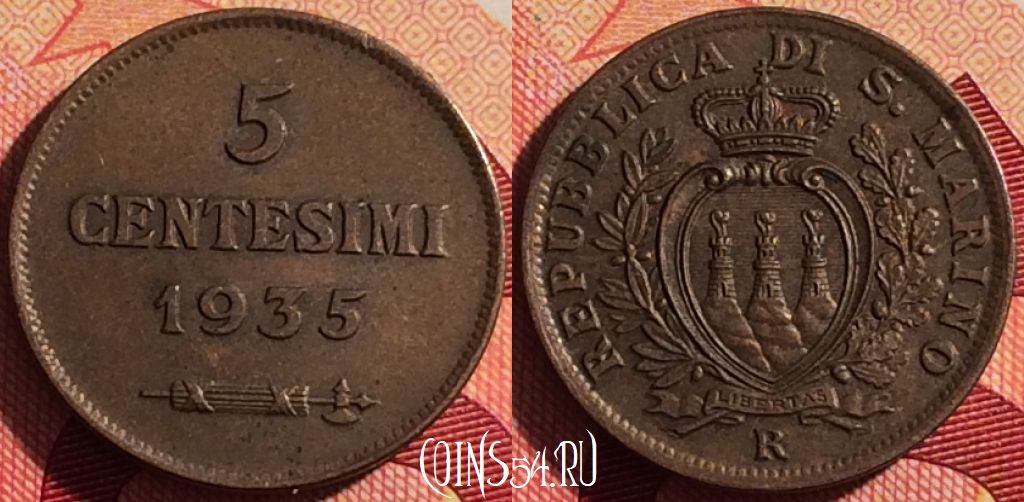 5
CENTESIMI
1935
REPUBBLICA DI S. MARINO
LIBERTAS
R
COINS54.RU